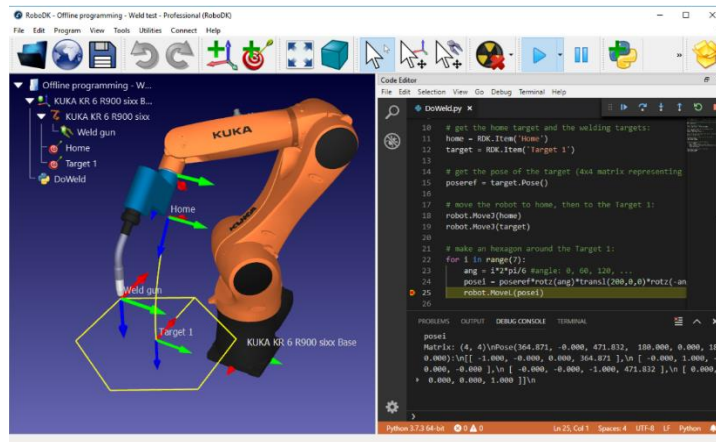 RoboDK - Offline programming - Weld test - Professional (RoboDK)
File Edit Program View Tools Utilities Connect Help
Offline programming - W...
KUKA KR 6 R900 sixx B...
KUKA KR 6 R900 sixx
Weld gun
Home
Target 1
DoWeld
KUKA
KUKA
Home
Weld gun
Target 1
KUKA KR 6 R900 sixx Base
Code Editor
File Edit Selection View Go Debug Terminal Help
DoWeld.py
10 # get the home target and the welding targets:
11 home = RDK.Item('Home')
12 target = RDK.Item('Target 1')
13
14 # get the pose of the target (4x4 matrix representing
15 poseref = target.Pose()
16
17 # move the robot to home, then to the Target 1:
18 robot.MoveJ(home)
19 robot.MoveJ(target)
20
21 # make an hexagon around the Target 1:
22 for i in range(7):
23 ang = i*2*pi/6 #angle: 0, 60, 120, ...
24 posei = poseref*rotz(ang)*transl(200,0,0)*rotz(-an
25 robot.MoveL(posei)
26
PROBLEMS OUTPUT DEBUG CONSOLE TERMINAL
posei
Matrix: (4, 4)\nPose(364.871, -0.000, 471.832, 180.000, 0.000, 18
0.000):\n[[ -1.000, -0.000, 0.000, 364.871 ],\n [ -0.000, 1.000, -
0.000, -0.000 ],\n [ -0.000, -0.000, -1.000, 471.832 ],\n [ 0.000,
0.000, 0.000, 1.000 ]]\n
Python 3.7.3 64-bit 0 0 Ln 25, Col 1 Spaces: 4 UTF-8 LF Python